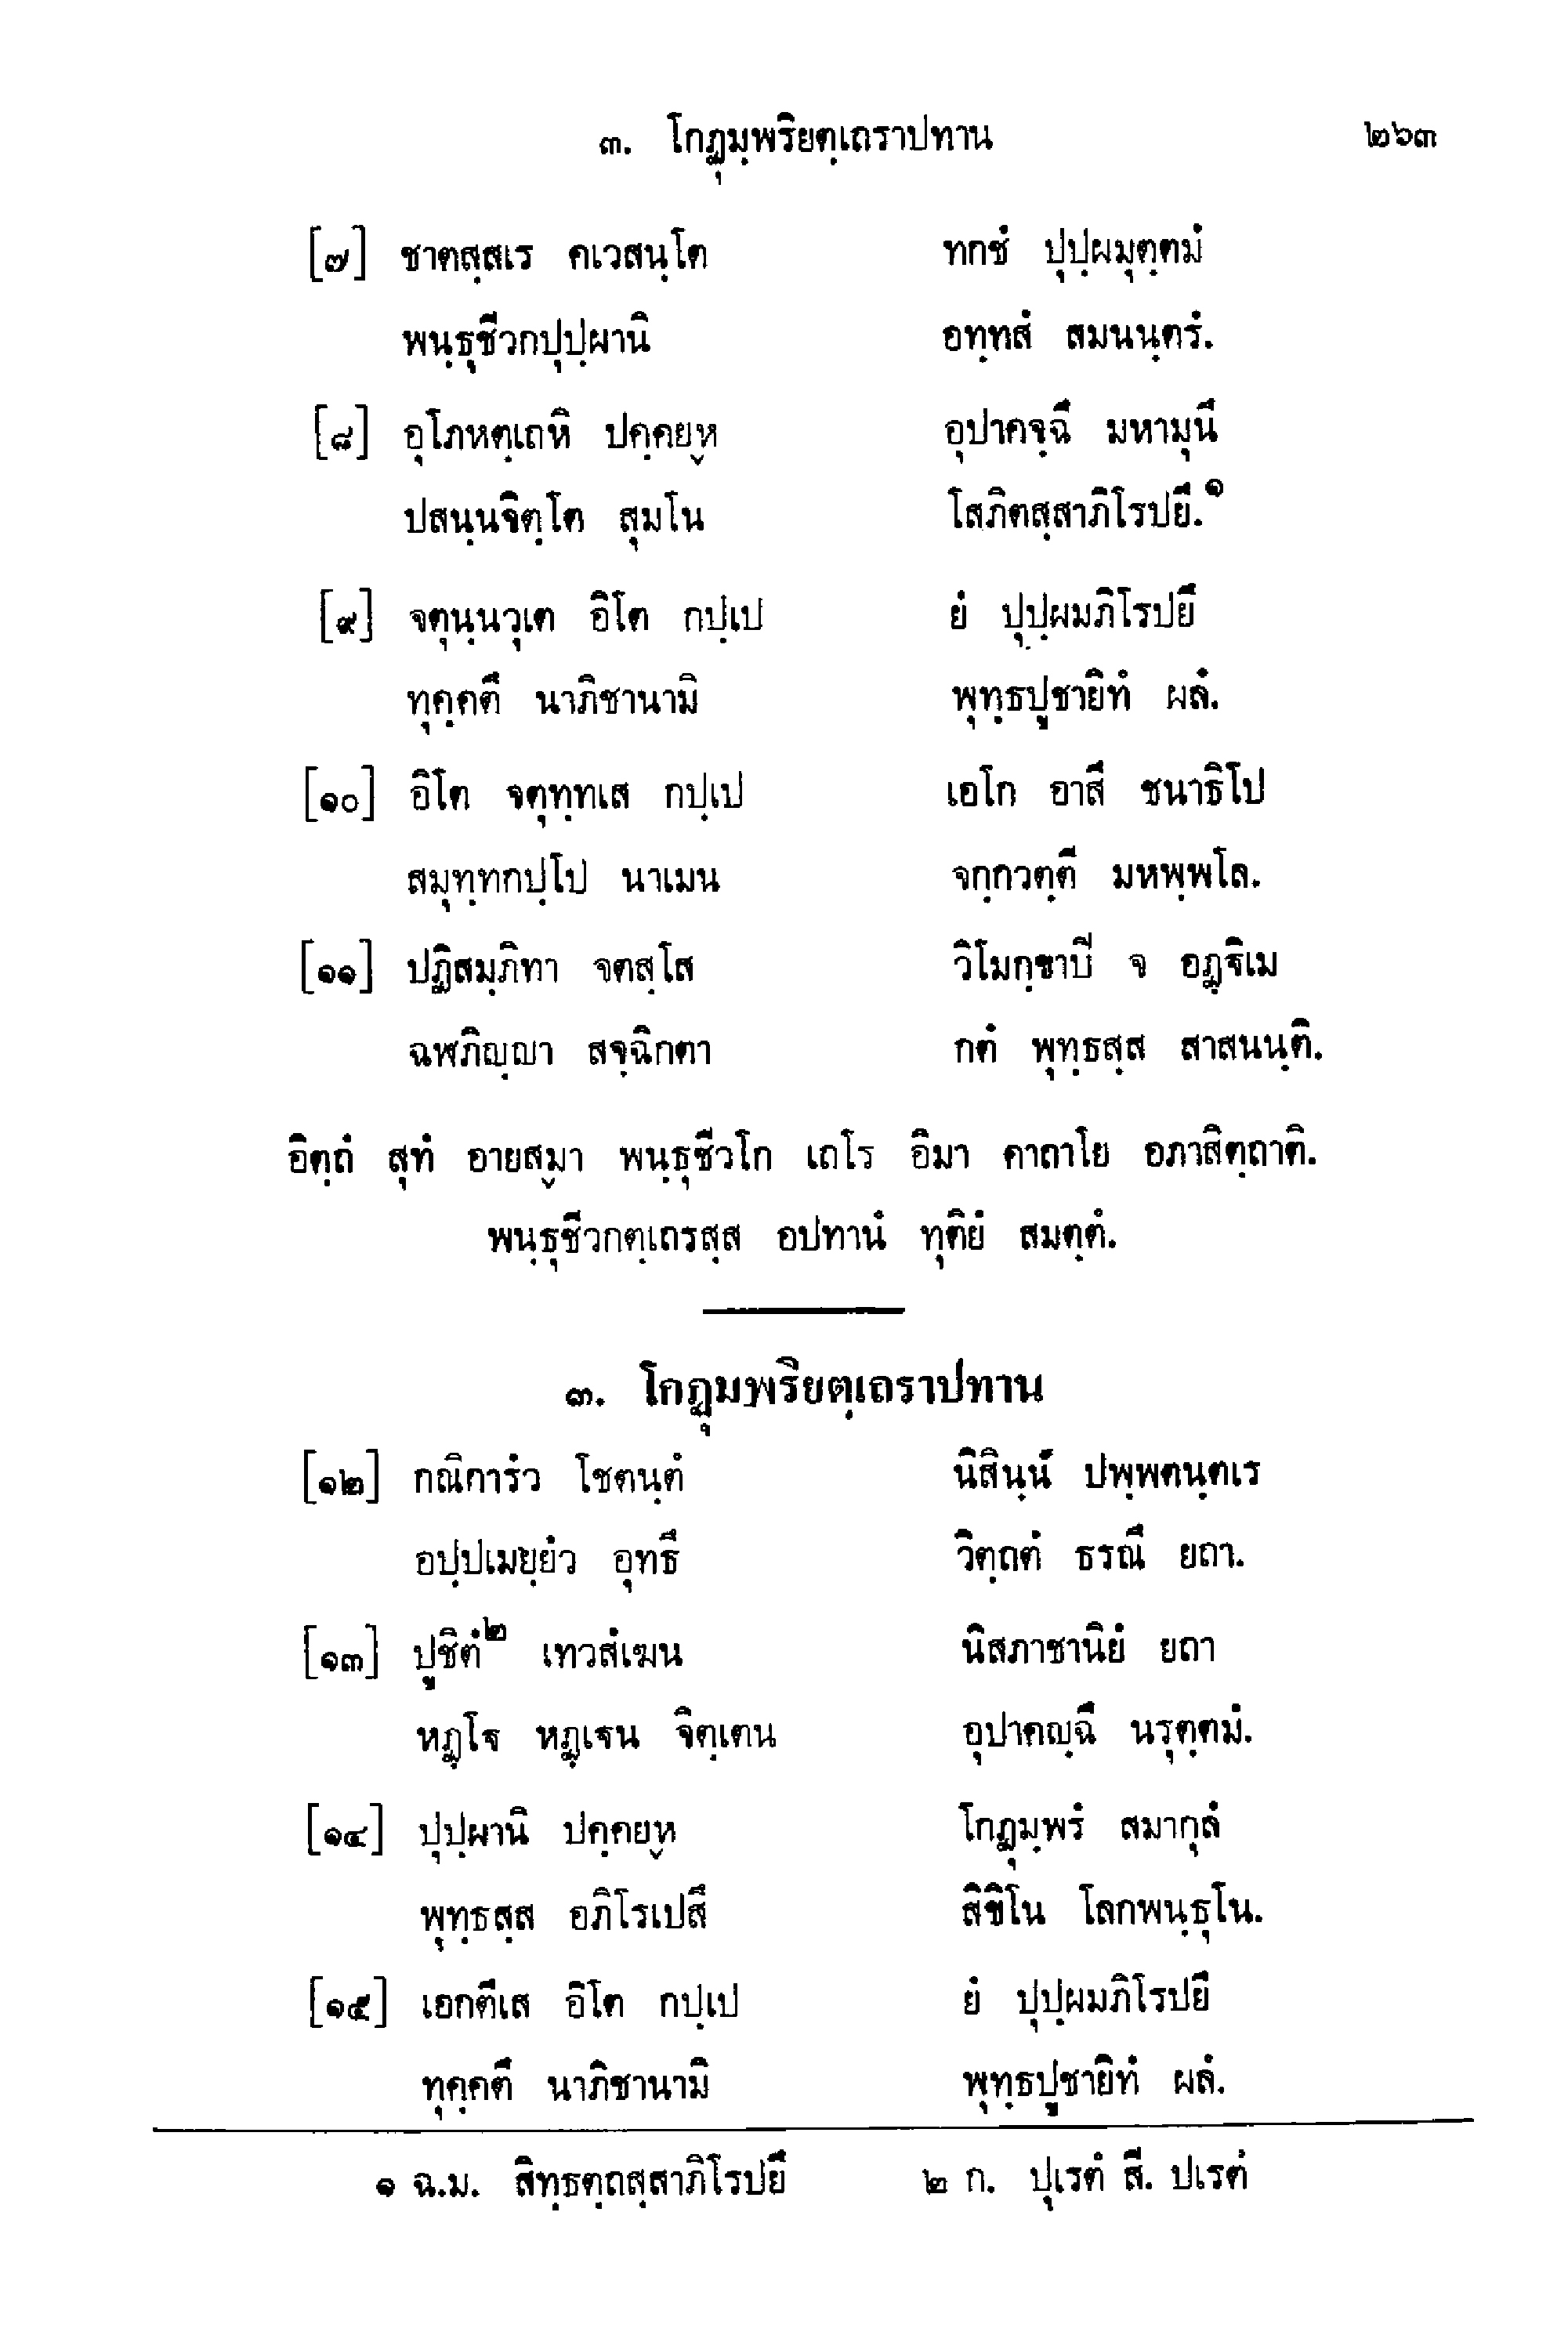 ๓. โกฏุมฺพริยตฺเถราปทาน ๒๖๓
[๗] ชาตสฺสเร คเวสนฺโต ทกชํ ปุปฺผมุตฺตมํ
พนฺธุชีวกปุปฺผานิ อทฺทสํ สมนนฺตรํ.
[๘] อุโภหตฺเถหิ ปคฺคยฺห อุปาคจฺฉึ มหามุนึ
ปสนฺนจิตฺโต สุมโน โสภิตสฺสาภิโรปยึ.๑
[๙] จตุนฺนวุเต อิโต กปฺเป ยํ ปุปฺผมภิโรปยึ
ทุคฺคตึ นาภิชานามิ พุทฺธปูชายิทํ ผลํ.
[๑๐] อิโต จตุทฺทเส กปฺเป เอโก อาสึ ชนาธิโป
สมุทฺทกปฺโป นาเมน จกฺกวตฺตี มหพฺพโล.
[๑๑] ปฏิสมฺภิทา จตสฺโส วิโมกฺขาปี จ อฏฺฐิเม
ฉฬภิญฺญา สจฺฉิกตา กตํ พุทฺธสฺส สาสนนฺติ.
อิตฺถํ สุทํ อายสฺมา พนฺธุชีวโก เถโร อิมา คาถาโย อภาสิตฺถาติ.
พนฺธุชีวกตฺเถรสฺส อปทานํ ทุติยํ สมตฺตํ.
๓. โกฏุมพริยตฺเถราปทาน
[๑๒] กณิการํว โชตนฺตํ นิสินฺนํ ปพฺพตนฺตเร
อปฺปเมยฺยํว อุทธึ วิตฺถตํ ธรณึ ยถา.
[๑๓] ปูชิตํ๒ เทวสํเฆน นิสภาชานิยํ ยถา
หฏฺโฐ หฏฺเฐน จิตฺเตน อุปาคญฺฉึ นรุตฺตมํ.
[๑๔] ปุปฺผานิ ปคฺคยฺห โกฏุมฺพรํ สมากุลํ
พุทฺธสฺส อภิโรเปสึ สิขิโน โลกพนฺธุโน.
[๑๕] เอกตึเส อิโต กปฺเป ยํ ปุปฺผมภิโรปยึ
ทุคฺคตึ นาภิชานามิ พุทฺธปูชายิทํ ผลํ.
๑ ฉ.ม. สิทฺธตฺถสฺสาภิโรปยึ ๒ ก. ปุเรตํ สี. ปเรตํ